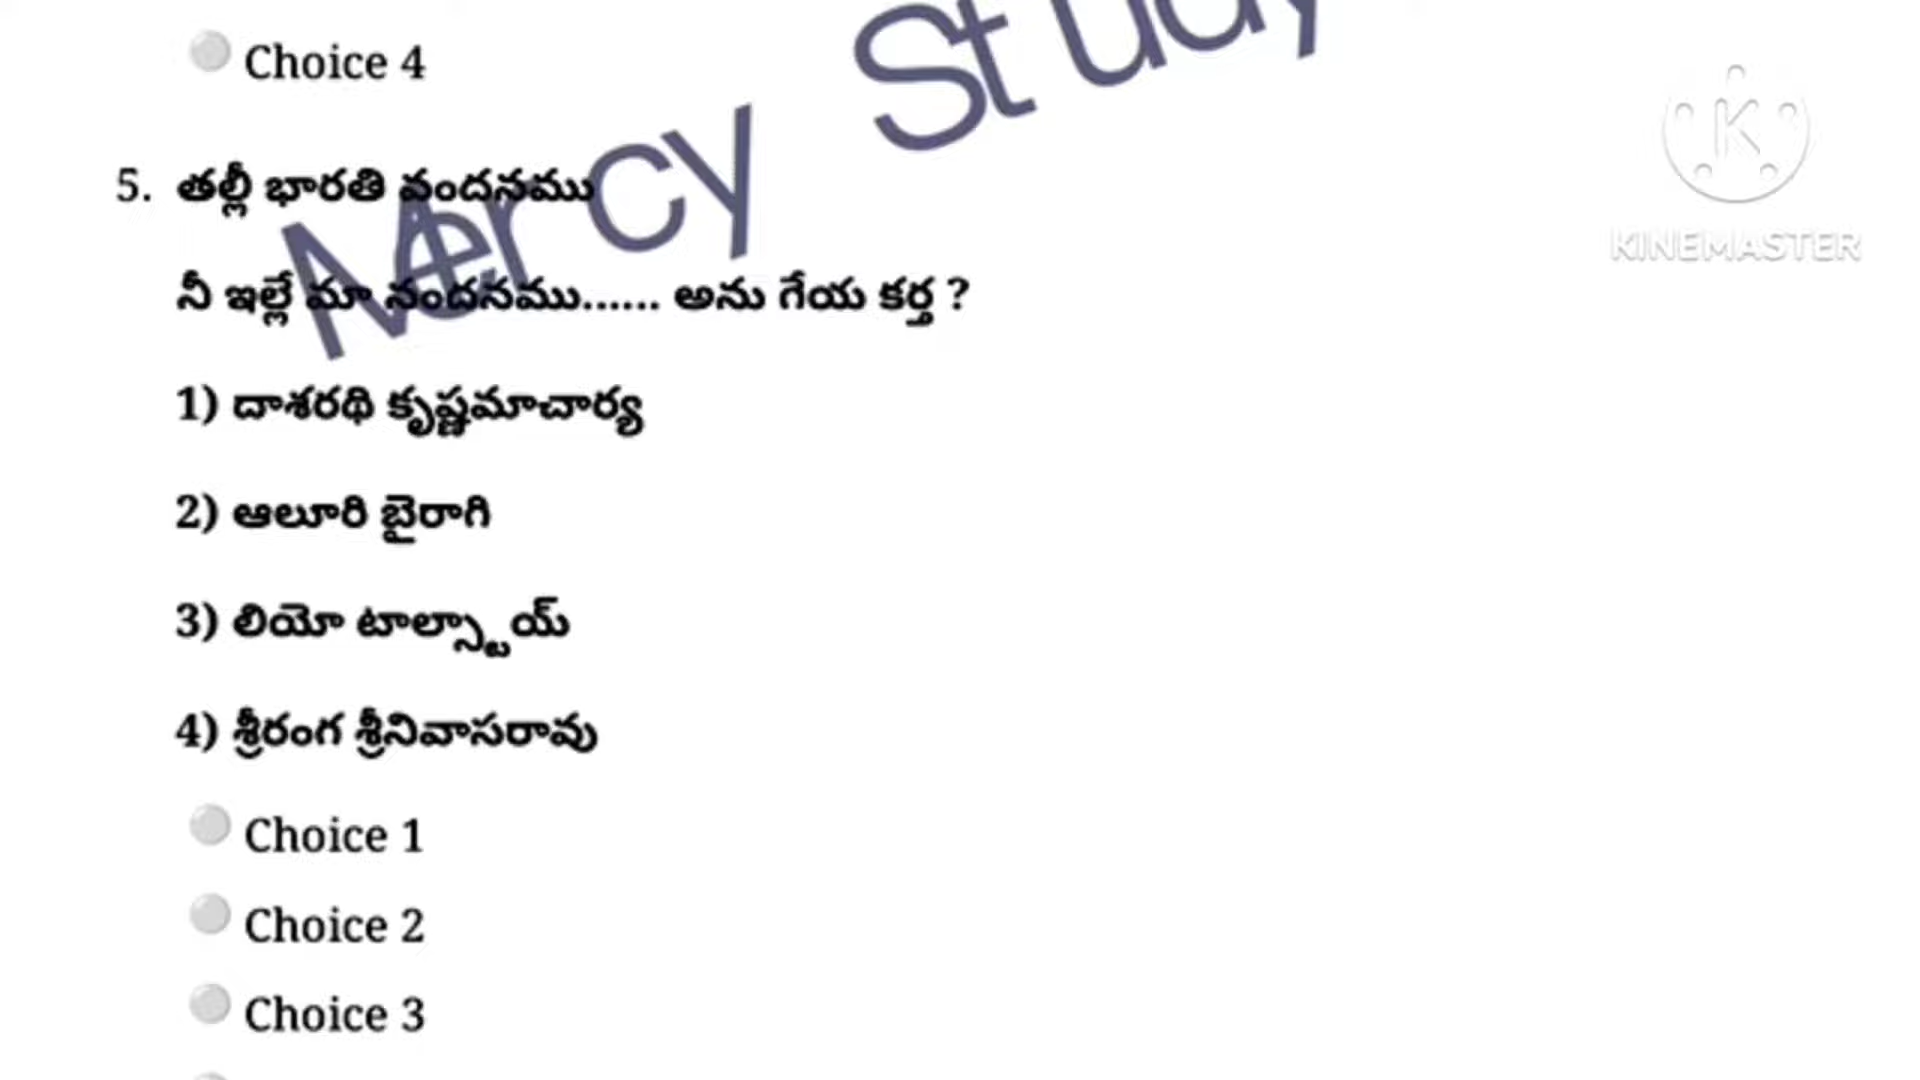 Choice 4
Mercy Study
KINEMASTER
5. తల్లీ భారతి వందనము
నీ ఇల్లే మా నందనము...... అను గేయ కర్త ?
1) దాశరథి కృష్ణమాచార్య
2) ఆలూరి బైరాగి
3) లియో టాల్స్టాయ్
4) శ్రీరంగ శ్రీనివాసరావు
Choice 1
Choice 2
Choice 3